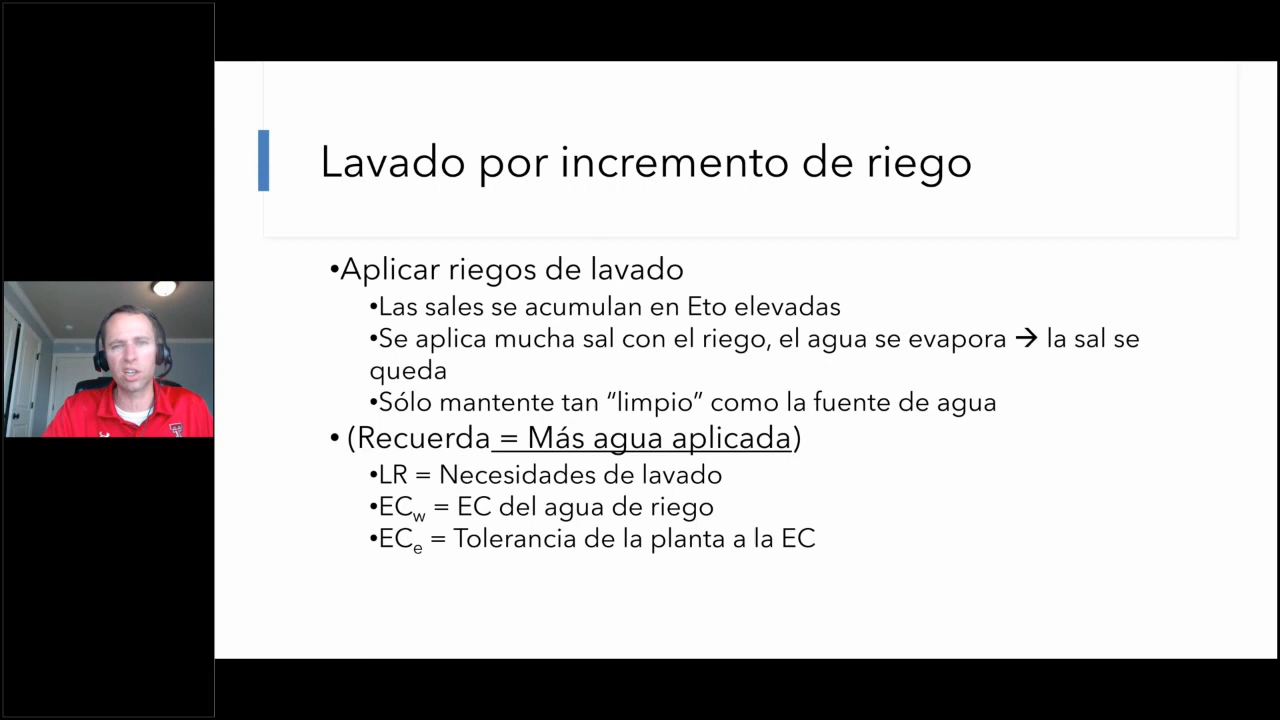 Lavado por incremento de riego
•Aplicar riegos de lavado
•Las sales se acumulan en Eto elevadas
•Se aplica mucha sal con el riego, el agua se evapora → la sal se
queda
•Sólo mantente tan “limpio” como la fuente de agua
• (Recuerda = Más agua aplicada)
•LR = Necesidades de lavado
•ECw = EC del agua de riego
•ECe = Tolerancia de la planta a la EC